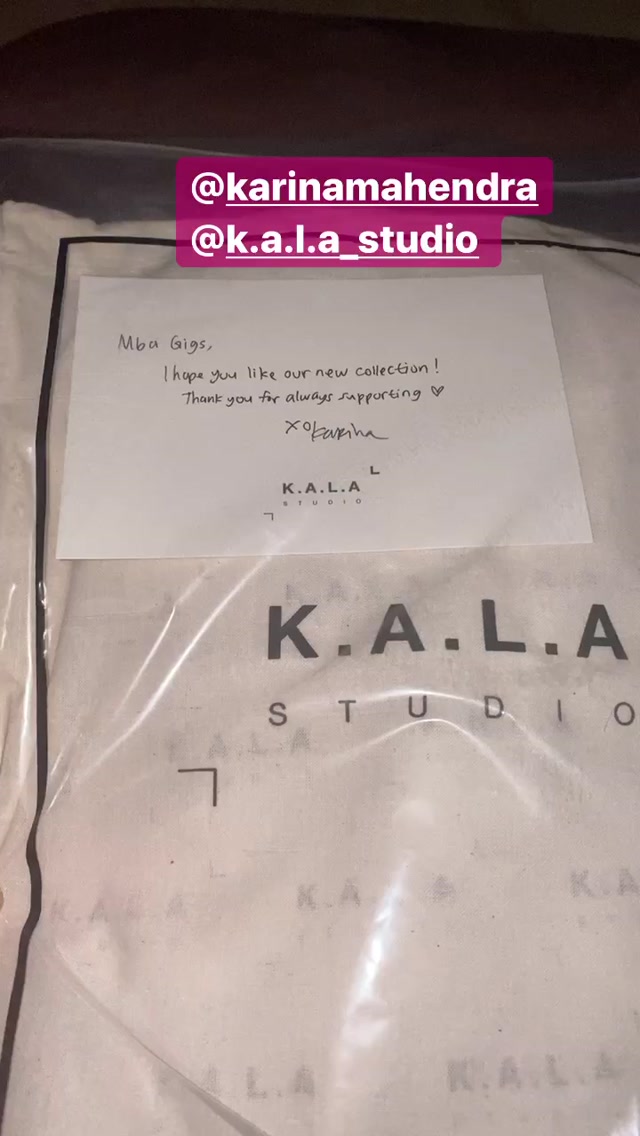 @karinamahendra
@k.a.l.a_studio
Mba Gigs,
I hope you like our new collection!
Thank you for always supporting ♡
xo Karina
K.A.L.A
STUDIO
K.A.L.A
STUDIO
K.A.L.A
K.A.L.A
K.A
K.A
L.A
K.A.L.A